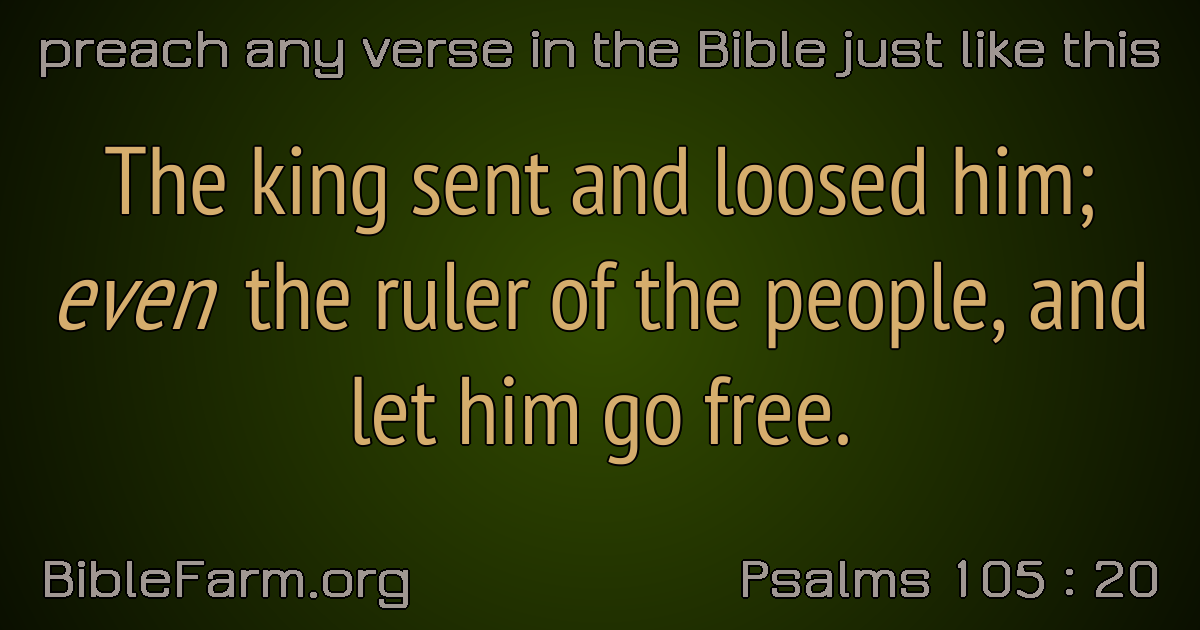 preach any verse in the Bible just like this
The king sent and loosed him;
even the ruler of the people, and
let him go free.
BibleFarm.org
Psalms 105 : 20